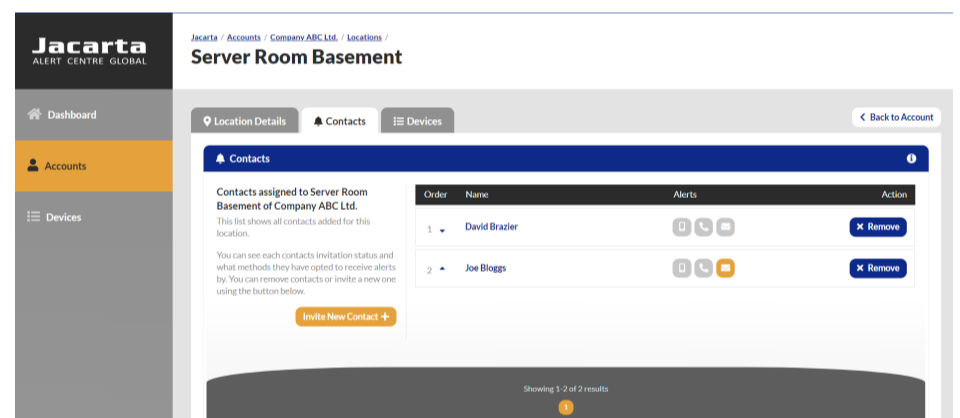 Jacarta
ALERT CENTRE GLOBAL
Jacarta / Accounts / Company ABC Ltd. / Locations /
Server Room Basement
Dashboard
Accounts
Devices
Location Details
Contacts
Devices
Back to Account
Contacts
Contacts assigned to Server Room
Basement of Company ABC Ltd.
This list shows all contacts added for this
location.
You can see each contacts invitation status and
what methods they have opted to receive alerts
by. You can remove contacts or invite a new one
using the button below.
Invite New Contact +
Order Name Alerts Action
1 David Brazier × Remove
2 Joe Bloggs × Remove
Showing 1-2 of 2 results
1